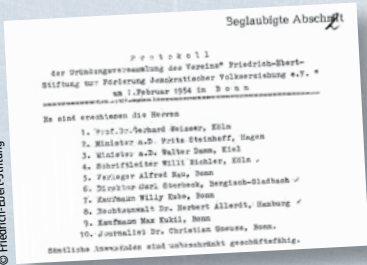 Beglaubigte Abschrift
2
Protokoll
der Gründungsversammlung des Vereins" Friedrich-Ebert-
Stiftung zur Förderung demokratischer Volkserziehung e.V. "
am 1.Februar 1954 in Bonn
Es sind erschienen die Herren
1. Prof.Dr.Gerhard Weisser, Köln
2. Minister a.D. Fritz Steinhoff, Hagen
3. Minister a.D. Walter Damm, Kiel
4. Schriftleiter Willi Eichler, Köln
5. Verleger Alfred Nau, Bonn
6. Direktor Carl Storbeck, Bergisch-Gladbach ✓
7. Kaufmann Willy Kube, Bonn
8. Rechtsanwalt Dr. Herbert Allerdt, Hamburg ✓
9. Kaufmann Max Kukil, Bonn
10. Journalist Dr. Christian Gneuss, Bonn.
Sämtliche Anwesenden sind unbeschränkt geschäftsfähig.
© Friedrich-Ebert-Stiftung